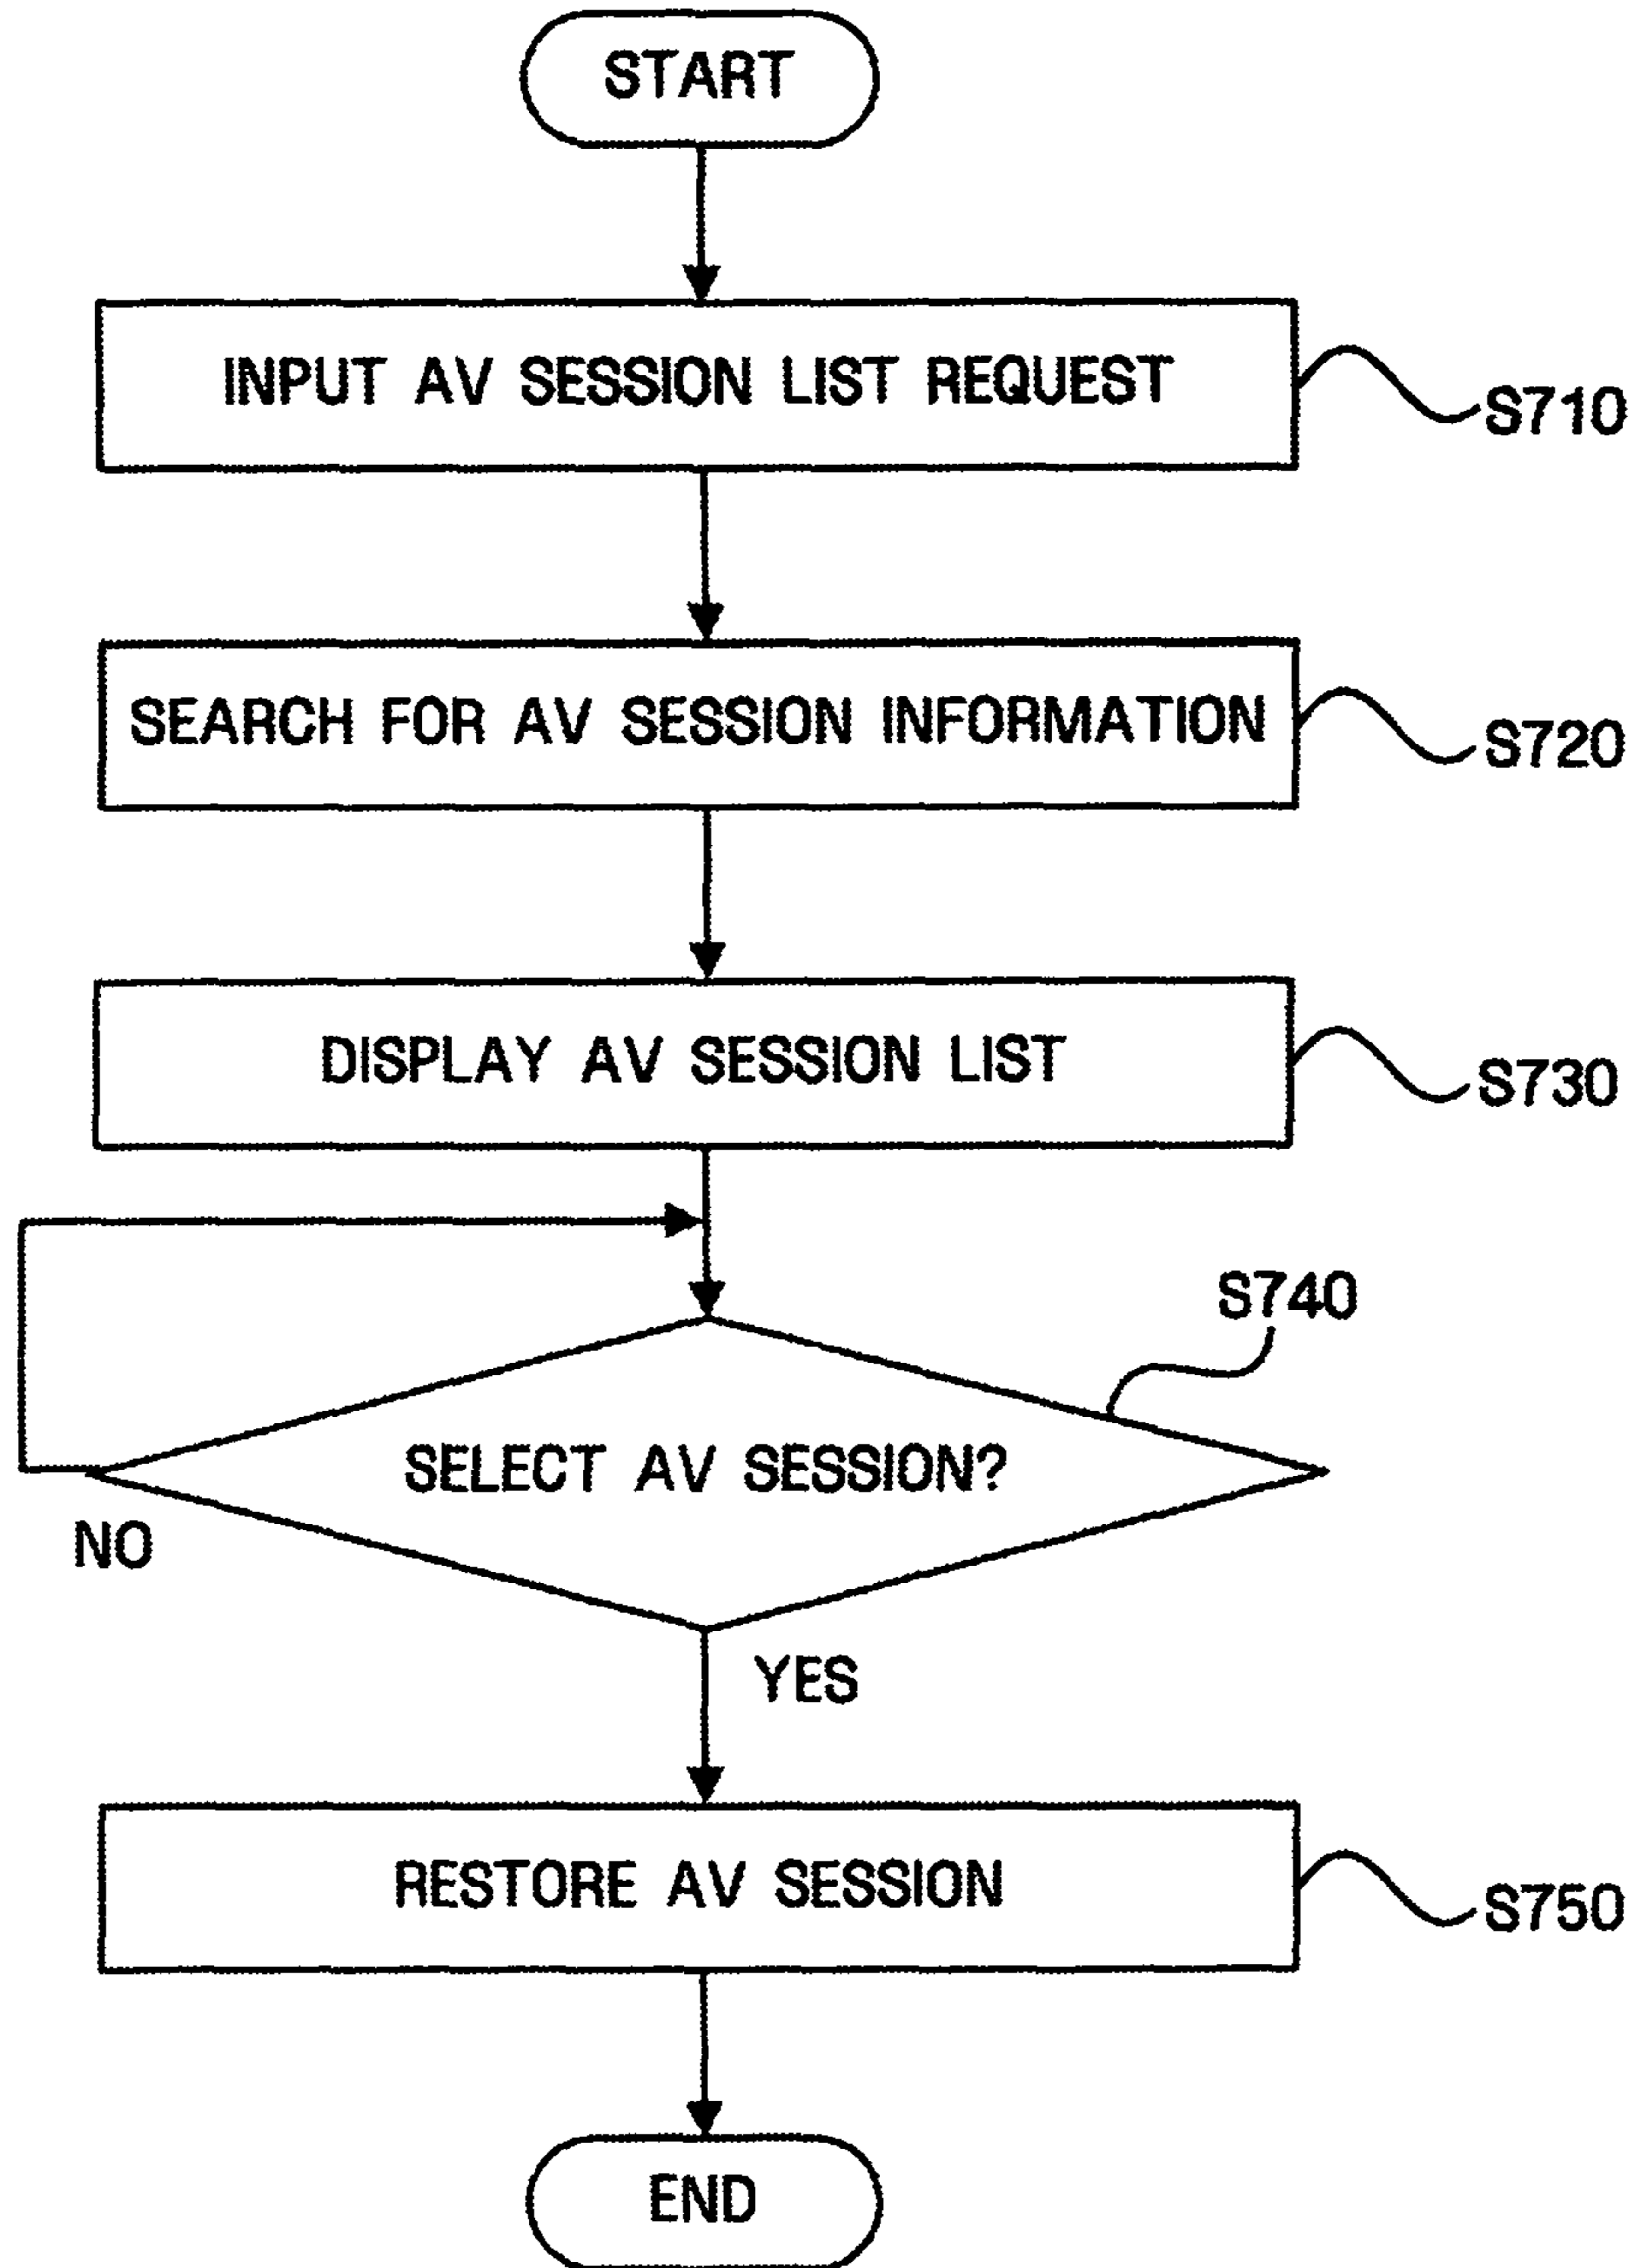 START
INPUT AV SESSION LIST REQUEST
S710
SEARCH FOR AV SESSION INFORMATION
S720
DISPLAY AV SESSION LIST
S730
S740
SELECT AV SESSION?
NO
YES
RESTORE AV SESSION
S750
END